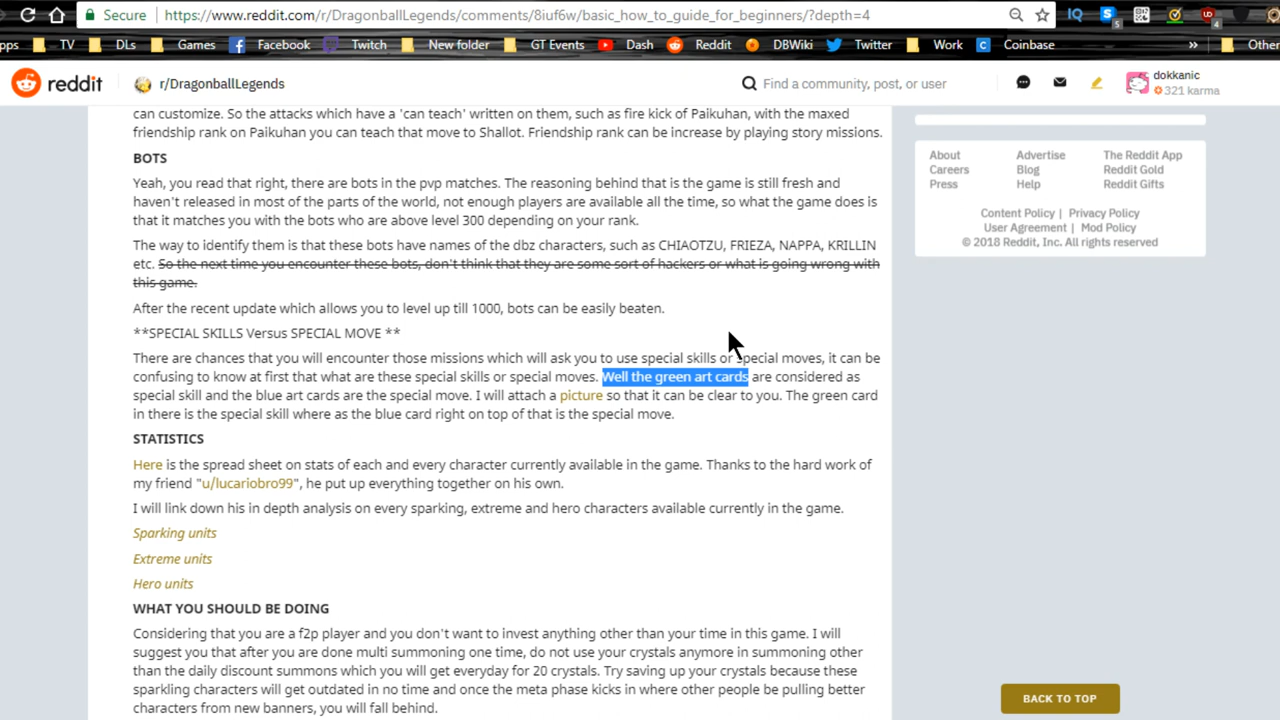 Secure https://www.reddit.com/r/DragonballLegends/comments/8iuf6w/basic_how_to_guide_for_beginners/?depth=4
IQ S 5 UD 4
pps TV DLs Games Facebook Twitch New folder GT Events Dash Reddit DBWiki Twitter Work C Coinbase » Other
reddit r/DragonballLegends Find a community, post, or user dokkanic
321 karma
can customize. So the attacks which have a 'can teach' written on them, such as fire kick of Paikuhan, with the maxed
friendship rank on Paikuhan you can teach that move to Shallot. Friendship rank can be increase by playing story missions.
BOTS
Yeah, you read that right, there are bots in the pvp matches. The reasoning behind that is the game is still fresh and
haven't released in most of the parts of the world, not enough players are available all the time, so what the game does is
that it matches you with the bots who are above level 300 depending on your rank.
The way to identify them is that these bots have names of the dbz characters, such as CHIAOTZU, FRIEZA, NAPPA, KRILLIN
etc. So the next time you encounter these bots, don't think that they are some sort of hackers or what is going wrong with
this game.
After the recent update which allows you to level up till 1000, bots can be easily beaten.
**SPECIAL SKILLS Versus SPECIAL MOVE **
There are chances that you will encounter those missions which will ask you to use special skills or special moves, it can be
confusing to know at first that what are these special skills or special moves. Well the green art cards are considered as
special skill and the blue art cards are the special move. I will attach a picture so that it can be clear to you. The green card
in there is the special skill where as the blue card right on top of that is the special move.
STATISTICS
Here is the spread sheet on stats of each and every character currently available in the game. Thanks to the hard work of
my friend "u/lucariobro99", he put up everything together on his own.
I will link down his in depth analysis on every sparking, extreme and hero characters available currently in the game.
Sparking units
Extreme units
Hero units
WHAT YOU SHOULD BE DOING
Considering that you are a f2p player and you don't want to invest anything other than your time in this game. I will
suggest you that after you are done multi summoning one time, do not use your crystals anymore in summoning other
than the daily discount summons which you will get everyday for 20 crystals. Try saving up your crystals because these
sparkling characters will get outdated in no time and once the meta phase kicks in where other people be pulling better
characters from new banners, you will fall behind.
About Advertise The Reddit App
Careers Blog Reddit Gold
Press Help Reddit Gifts
Content Policy | Privacy Policy
User Agreement | Mod Policy
© 2018 Reddit, Inc. All rights reserved
BACK TO TOP